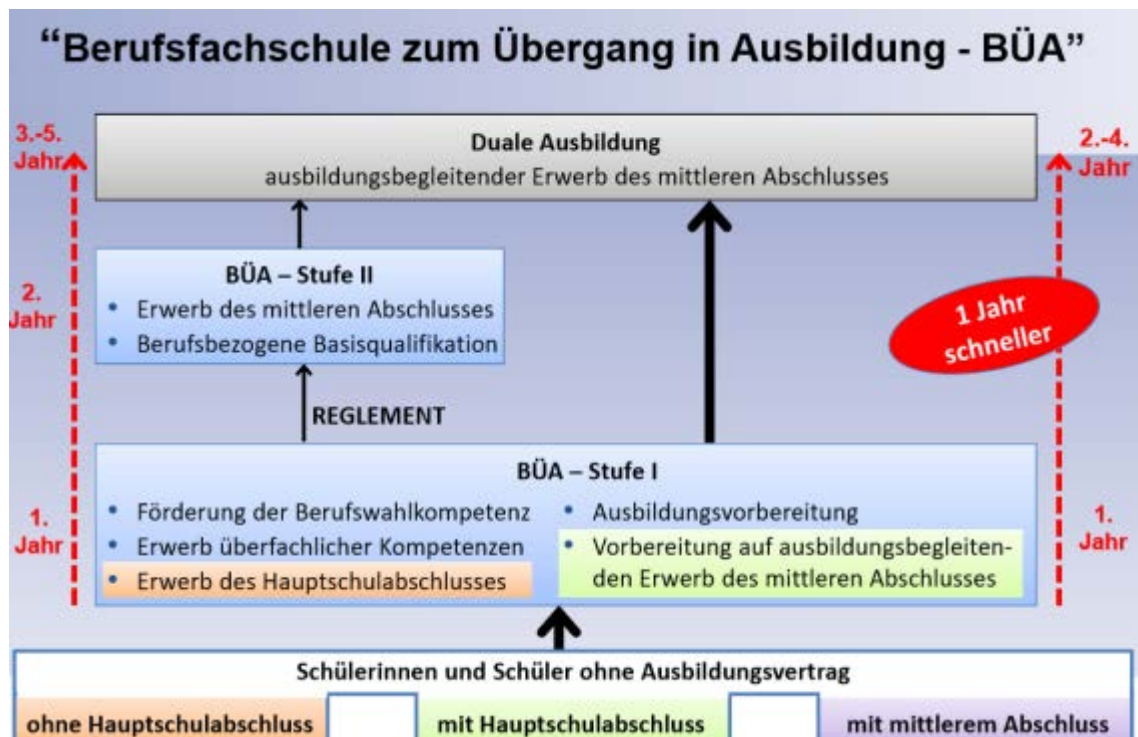 “Berufsfachschule zum Übergang in Ausbildung - BÜA”
3.-5.
Jahr
Duale Ausbildung
ausbildungsbegleitender Erwerb des mittleren Abschlusses
2.-4.
Jahr
2.
Jahr
BÜA – Stufe II
• Erwerb des mittleren Abschlusses
• Berufsbezogene Basisqualifikation
1 Jahr
schneller
REGLEMENT
1.
Jahr
BÜA – Stufe I
• Förderung der Berufswahlkompetenz
• Erwerb überfachlicher Kompetenzen
• Erwerb des Hauptschulabschlusses
• Ausbildungsvorbereitung
• Vorbereitung auf ausbildungsbegleiten-
den Erwerb des mittleren Abschlusses
1.
Jahr
Schülerinnen und Schüler ohne Ausbildungsvertrag
ohne Hauptschulabschluss
mit Hauptschulabschluss
mit mittlerem Abschluss